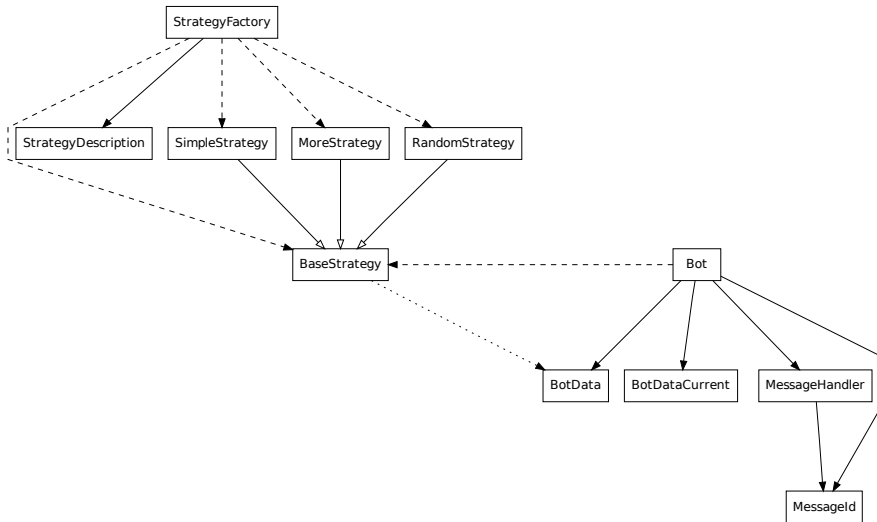 StrategyFactory
StrategyDescription
SimpleStrategy
MoreStrategy
RandomStrategy
BaseStrategy
Bot
BotData
BotDataCurrent
MessageHandler
MessageId